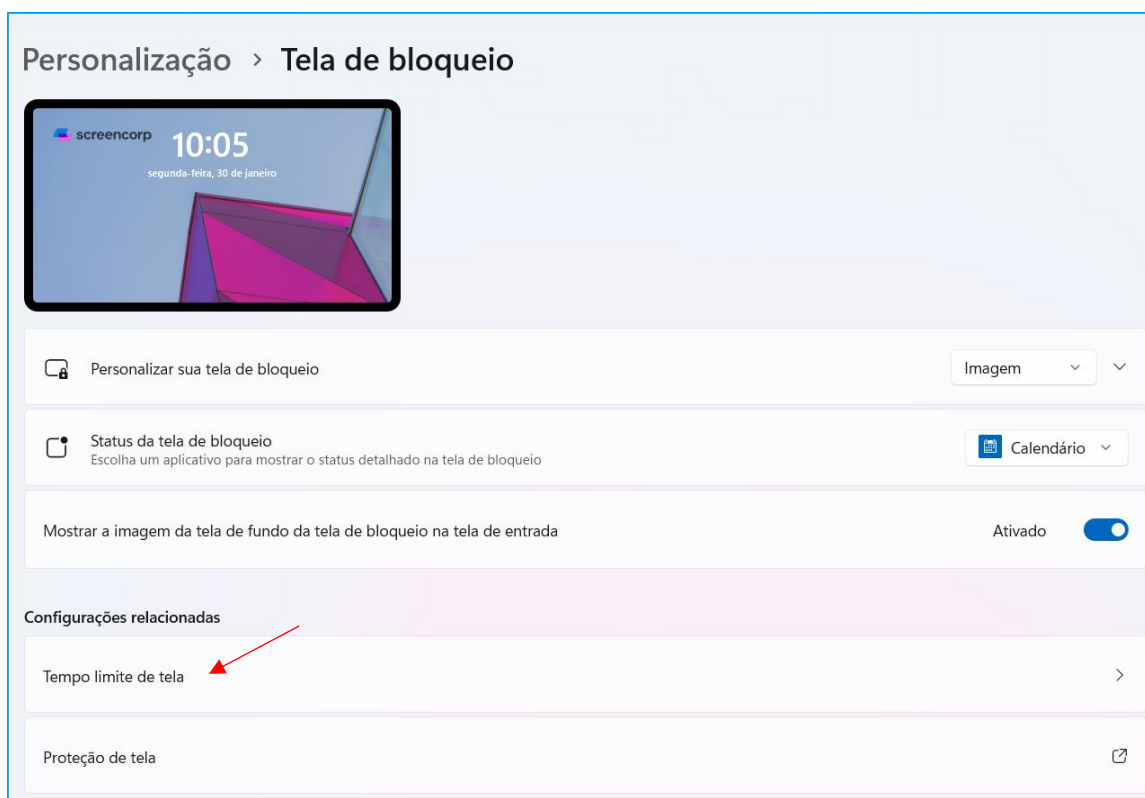 Personalização > Tela de bloqueio
screencorp
10:05
segunda-feira, 30 de janeiro
Personalizar sua tela de bloqueio
Imagem
Status da tela de bloqueio
Escolha um aplicativo para mostrar o status detalhado na tela de bloqueio
Calendário
Mostrar a imagem da tela de fundo da tela de bloqueio na tela de entrada
Ativado
Configurações relacionadas
Tempo limite de tela
Proteção de tela